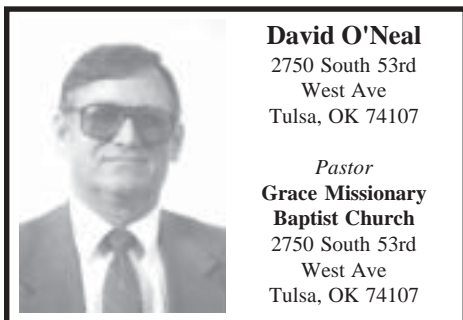 David O'Neal
2750 South 53rd
West Ave
Tulsa, OK 74107
Pastor
Grace Missionary
Baptist Church
2750 South 53rd
West Ave
Tulsa, OK 74107